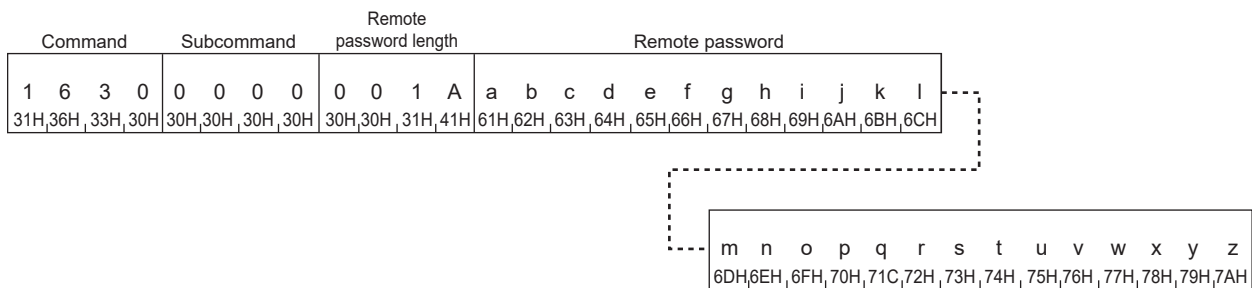 Remote
Command Subcommand password length Remote password
1 6 3 0 0 0 0 0 0 0 1 A a b c d e f g h i j k l
31H 36H 33H 30H 30H 30H 30H 30H 30H 30H 31H 41H 61H 62H 63H 64H 65H 66H 67H 68H 69H 6AH 6BH 6CH
m n o p q r s t u v w x y z
6DH 6EH 6FH 70H 71C 72H 73H 74H 75H 76H 77H 78H 79H 7AH